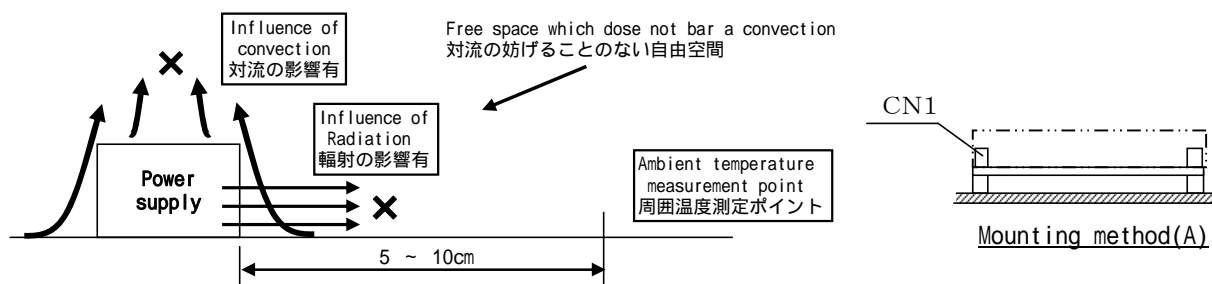 Influence of
convection
対流の影響有
Free space which dose not bar a convection
対流の妨げることのない自由空間
Influence of
Radiation
輻射の影響有
Power
supply
Ambient temperature
measurement point
周囲温度測定ポイント
5 ~ 10cm
CN1
Mounting method(A)